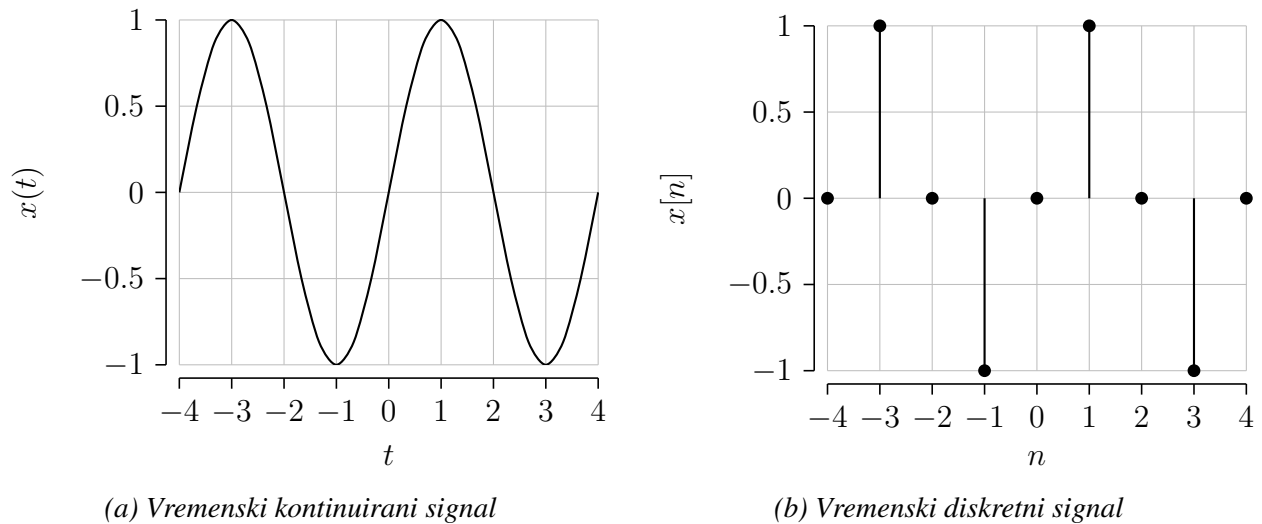 1
0.5
0
−0.5
−1
x(t)
−4 −3 −2 −1 0 1 2 3 4
t
(a) Vremenski kontinuirani signal
1
0.5
0
−0.5
−1
x[n]
−4 −3 −2 −1 0 1 2 3 4
n
(b) Vremenski diskretni signal